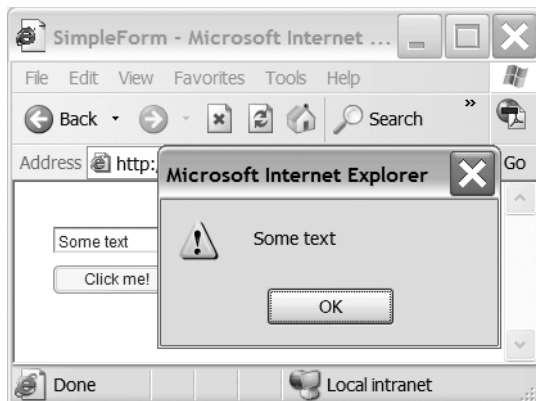 SimpleForm - Microsoft Internet ...
File Edit View Favorites Tools Help
Back Search »
Address http:/ Go
Microsoft Internet Explorer
Some text
Some text
Click me!
OK
Done Local intranet